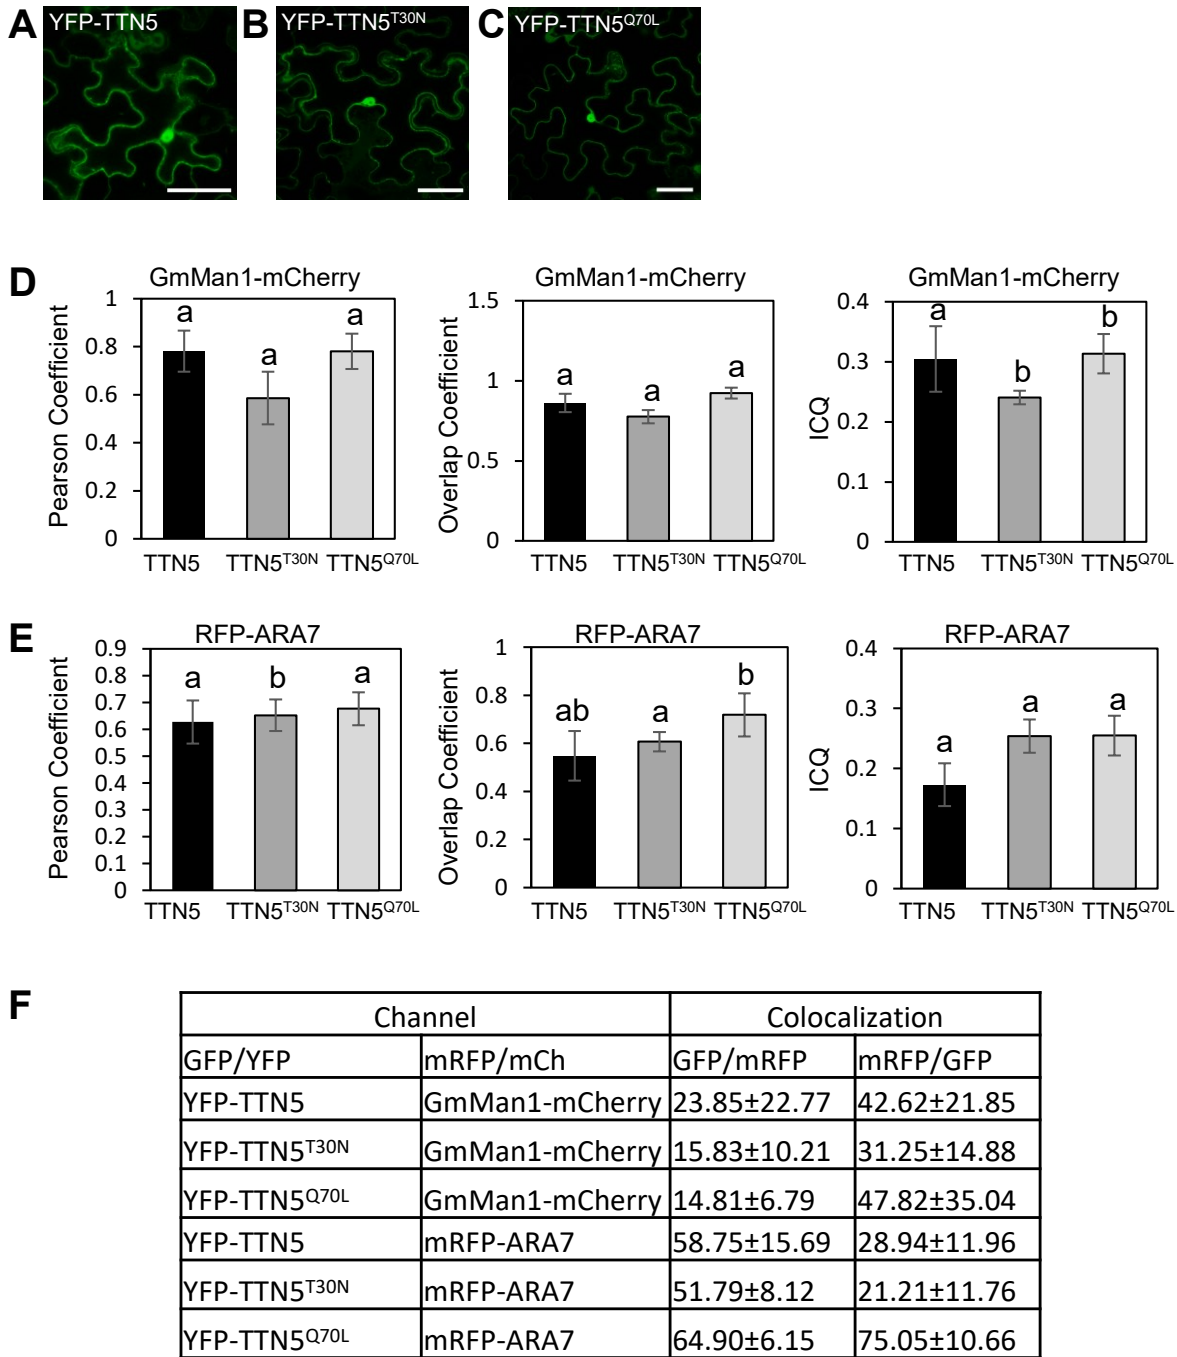 A YFP-TTN5 B YFP-TTN5T30N C YFP-TTN5Q70L
D
GmMan1-mCherry GmMan1-mCherry GmMan1-mCherry
Pearson Coefficient
1
0.8
0.6
0.4
0.2
0
a a a
TTN5 TTN5T30N TTN5Q70L
Overlap Coefficient
1.5
1
0.5
0
a a a
TTN5 TTN5T30N TTN5Q70L
ICQ
0.4
0.3
0.2
0.1
0
a b b
TTN5 TTN5T30N TTN5Q70L
E
RFP-ARA7 RFP-ARA7 RFP-ARA7
Pearson Coefficient
0.9
0.8
0.7
0.6
0.5
0.4
0.3
0.2
0.1
0
a b a
TTN5 TTN5T30N TTN5Q70L
Overlap Coefficient
1
0.8
0.6
0.4
0.2
0
ab a b
TTN5 TTN5T30N TTN5Q70L
ICQ
0.4
0.3
0.2
0.1
0
a a a
TTN5 TTN5T30N TTN5Q70L
F
Channel Colocalization
GFP/YFP mRFP/mCh GFP/mRFP mRFP/GFP
YFP-TTN5 GmMan1-mCherry 23.85±22.77 42.62±21.85
YFP-TTN5T30N GmMan1-mCherry 15.83±10.21 31.25±14.88
YFP-TTN5Q70L GmMan1-mCherry 14.81±6.79 47.82±35.04
YFP-TTN5 mRFP-ARA7 58.75±15.69 28.94±11.96
YFP-TTN5T30N mRFP-ARA7 51.79±8.12 21.21±11.76
YFP-TTN5Q70L mRFP-ARA7 64.90±6.15 75.05±10.66